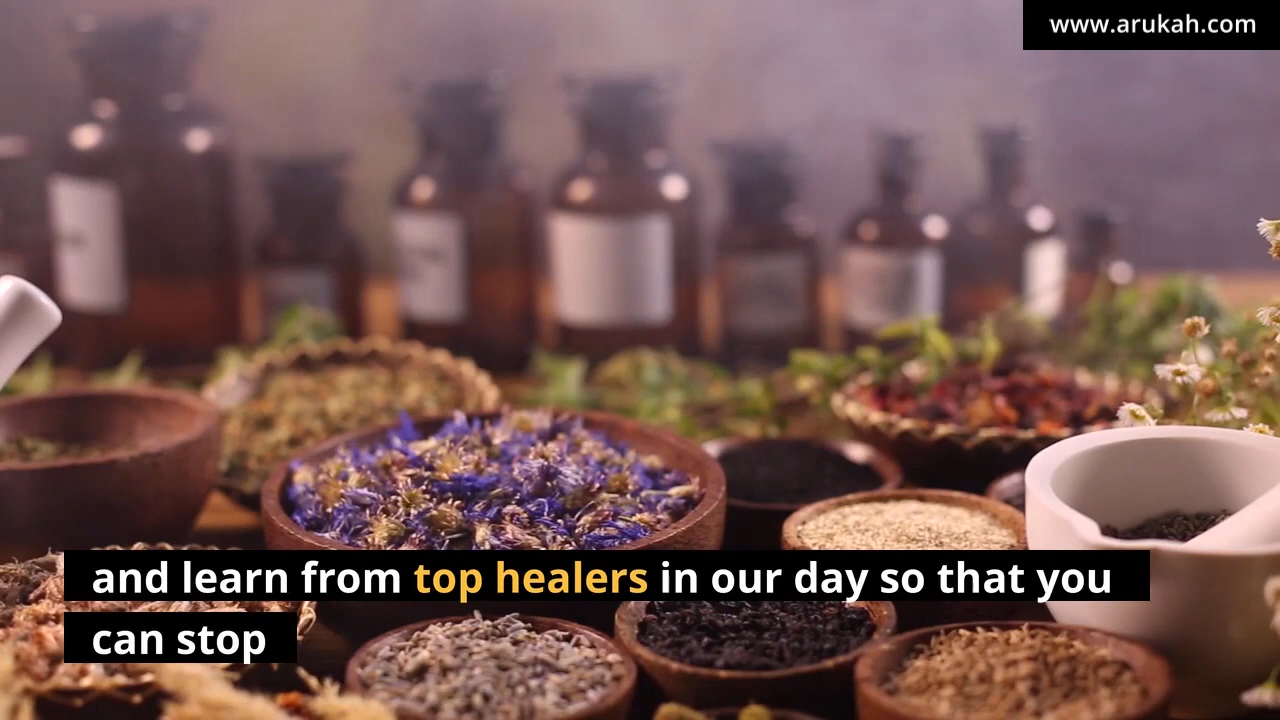 www.arukah.com
and learn from top healers in our day so that you
can stop